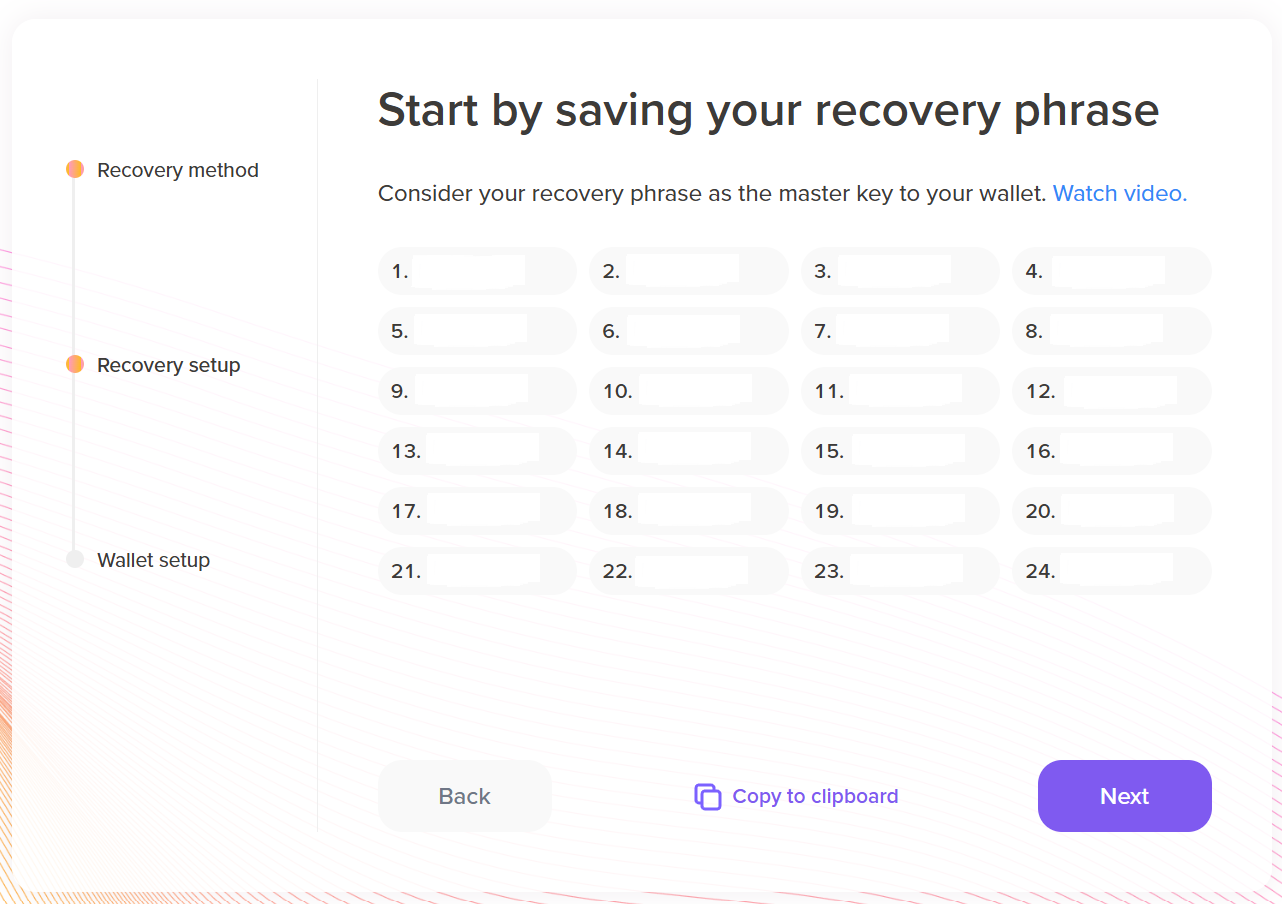 Start by saving your recovery phrase
Recovery method
Consider your recovery phrase as the master key to your wallet. Watch video.
1. 2. 3. 4.
5. 6. 7. 8.
Recovery setup
9. 10. 11. 12.
13. 14. 15. 16.
17. 18. 19. 20.
Wallet setup
21. 22. 23. 24.
Back Copy to clipboard Next